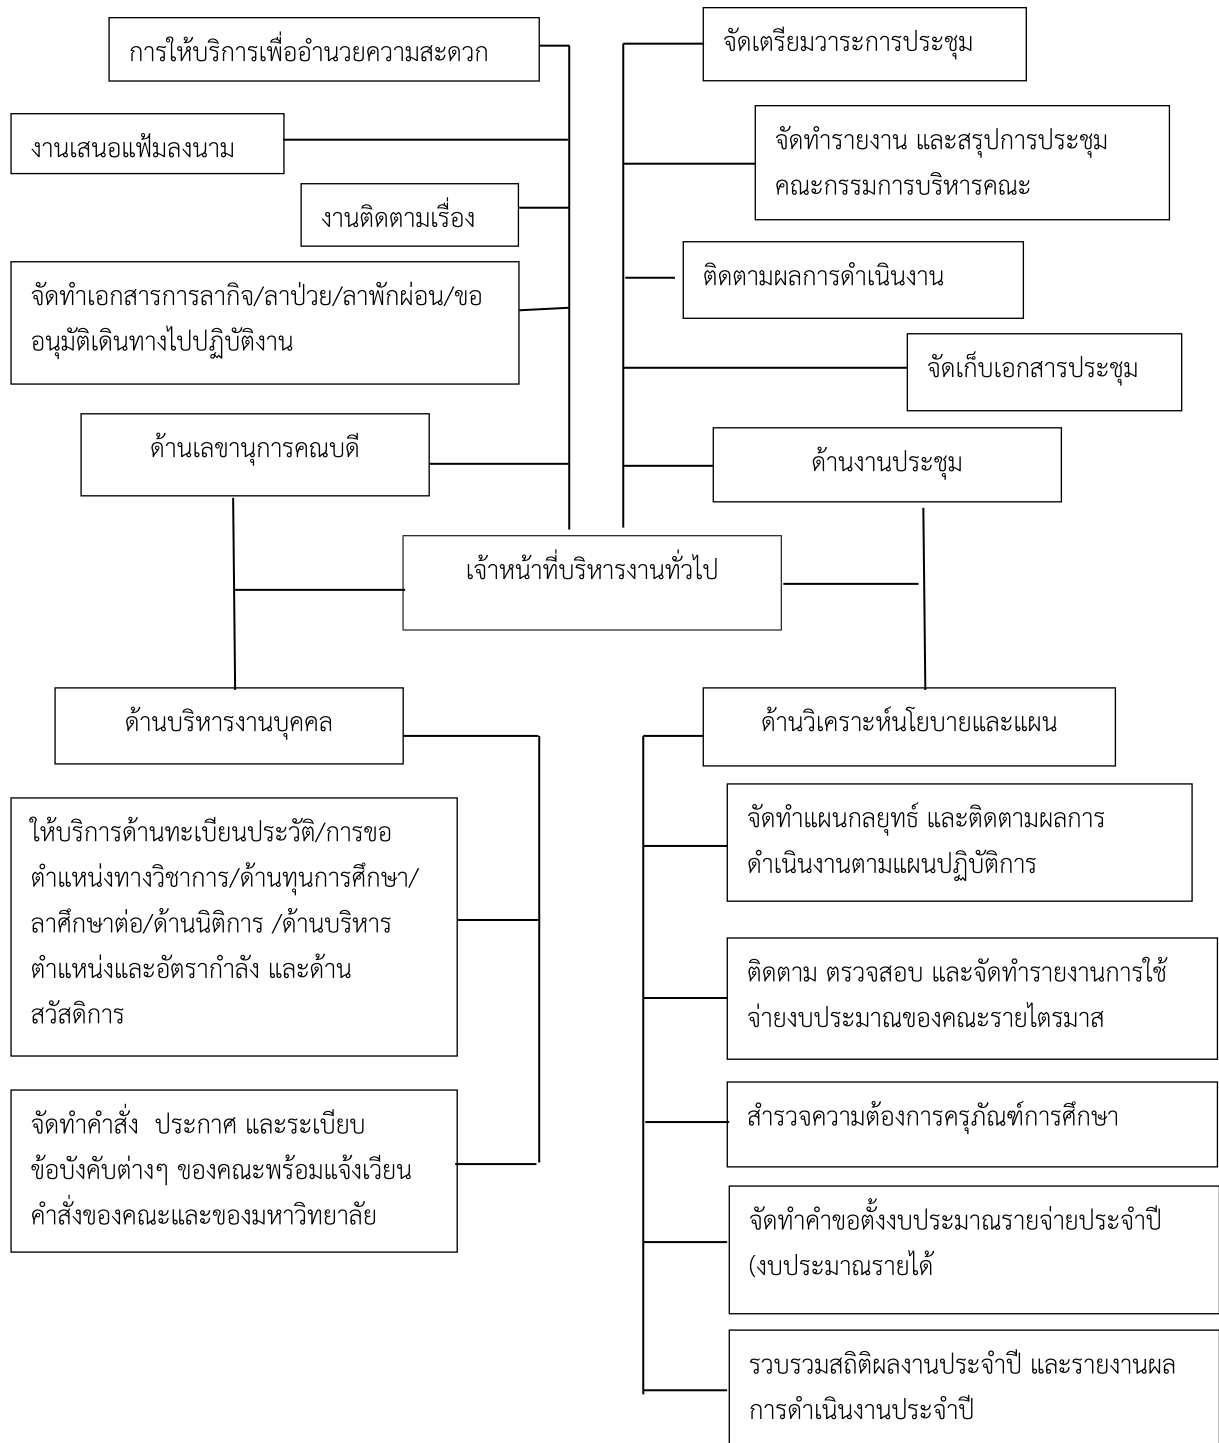 การให้บริการเพื่ออำนวยความสะดวก
งานเสนอแฟ้มลงนาม
งานติดตามเรื่อง
จัดทำเอกสารการลากิจ/ลาป่วย/ลาพักผ่อน/ขอ
อนุมัติเดินทางไปปฏิบัติงาน
ด้านเลขานุการคณบดี
จัดเตรียมวาระการประชุม
จัดทำรายงาน และสรุปการประชุม
คณะกรรมการบริหารคณะ
ติดตามผลการดำเนินงาน
จัดเก็บเอกสารประชุม
ด้านงานประชุม
เจ้าหน้าที่บริหารงานทั่วไป
ด้านบริหารงานบุคคล
ให้บริการด้านทะเบียนประวัติ/การขอ
ตำแหน่งทางวิชาการ/ด้านทุนการศึกษา/
ลาศึกษาต่อ/ด้านนิติการ /ด้านบริหาร
ตำแหน่งและอัตรากำลัง และด้าน
สวัสดิการ
จัดทำคำสั่ง  ประกาศ และระเบียบ
ข้อบังคับต่างๆ ของคณะพร้อมแจ้งเวียน
คำสั่งของคณะและของมหาวิทยาลัย
ด้านวิเคราะห์นโยบายและแผน
จัดทำแผนกลยุทธ์ และติดตามผลการ
ดำเนินงานตามแผนปฏิบัติการ
ติดตาม ตรวจสอบ และจัดทำรายงานการใช้
จ่ายงบประมาณของคณะรายไตรมาส
สำรวจความต้องการครุภัณฑ์การศึกษา
จัดทำคำขอตั้งงบประมาณรายจ่ายประจำปี
(งบประมาณรายได้
รวบรวมสถิติผลงานประจำปี และรายงานผล
การดำเนินงานประจำปี